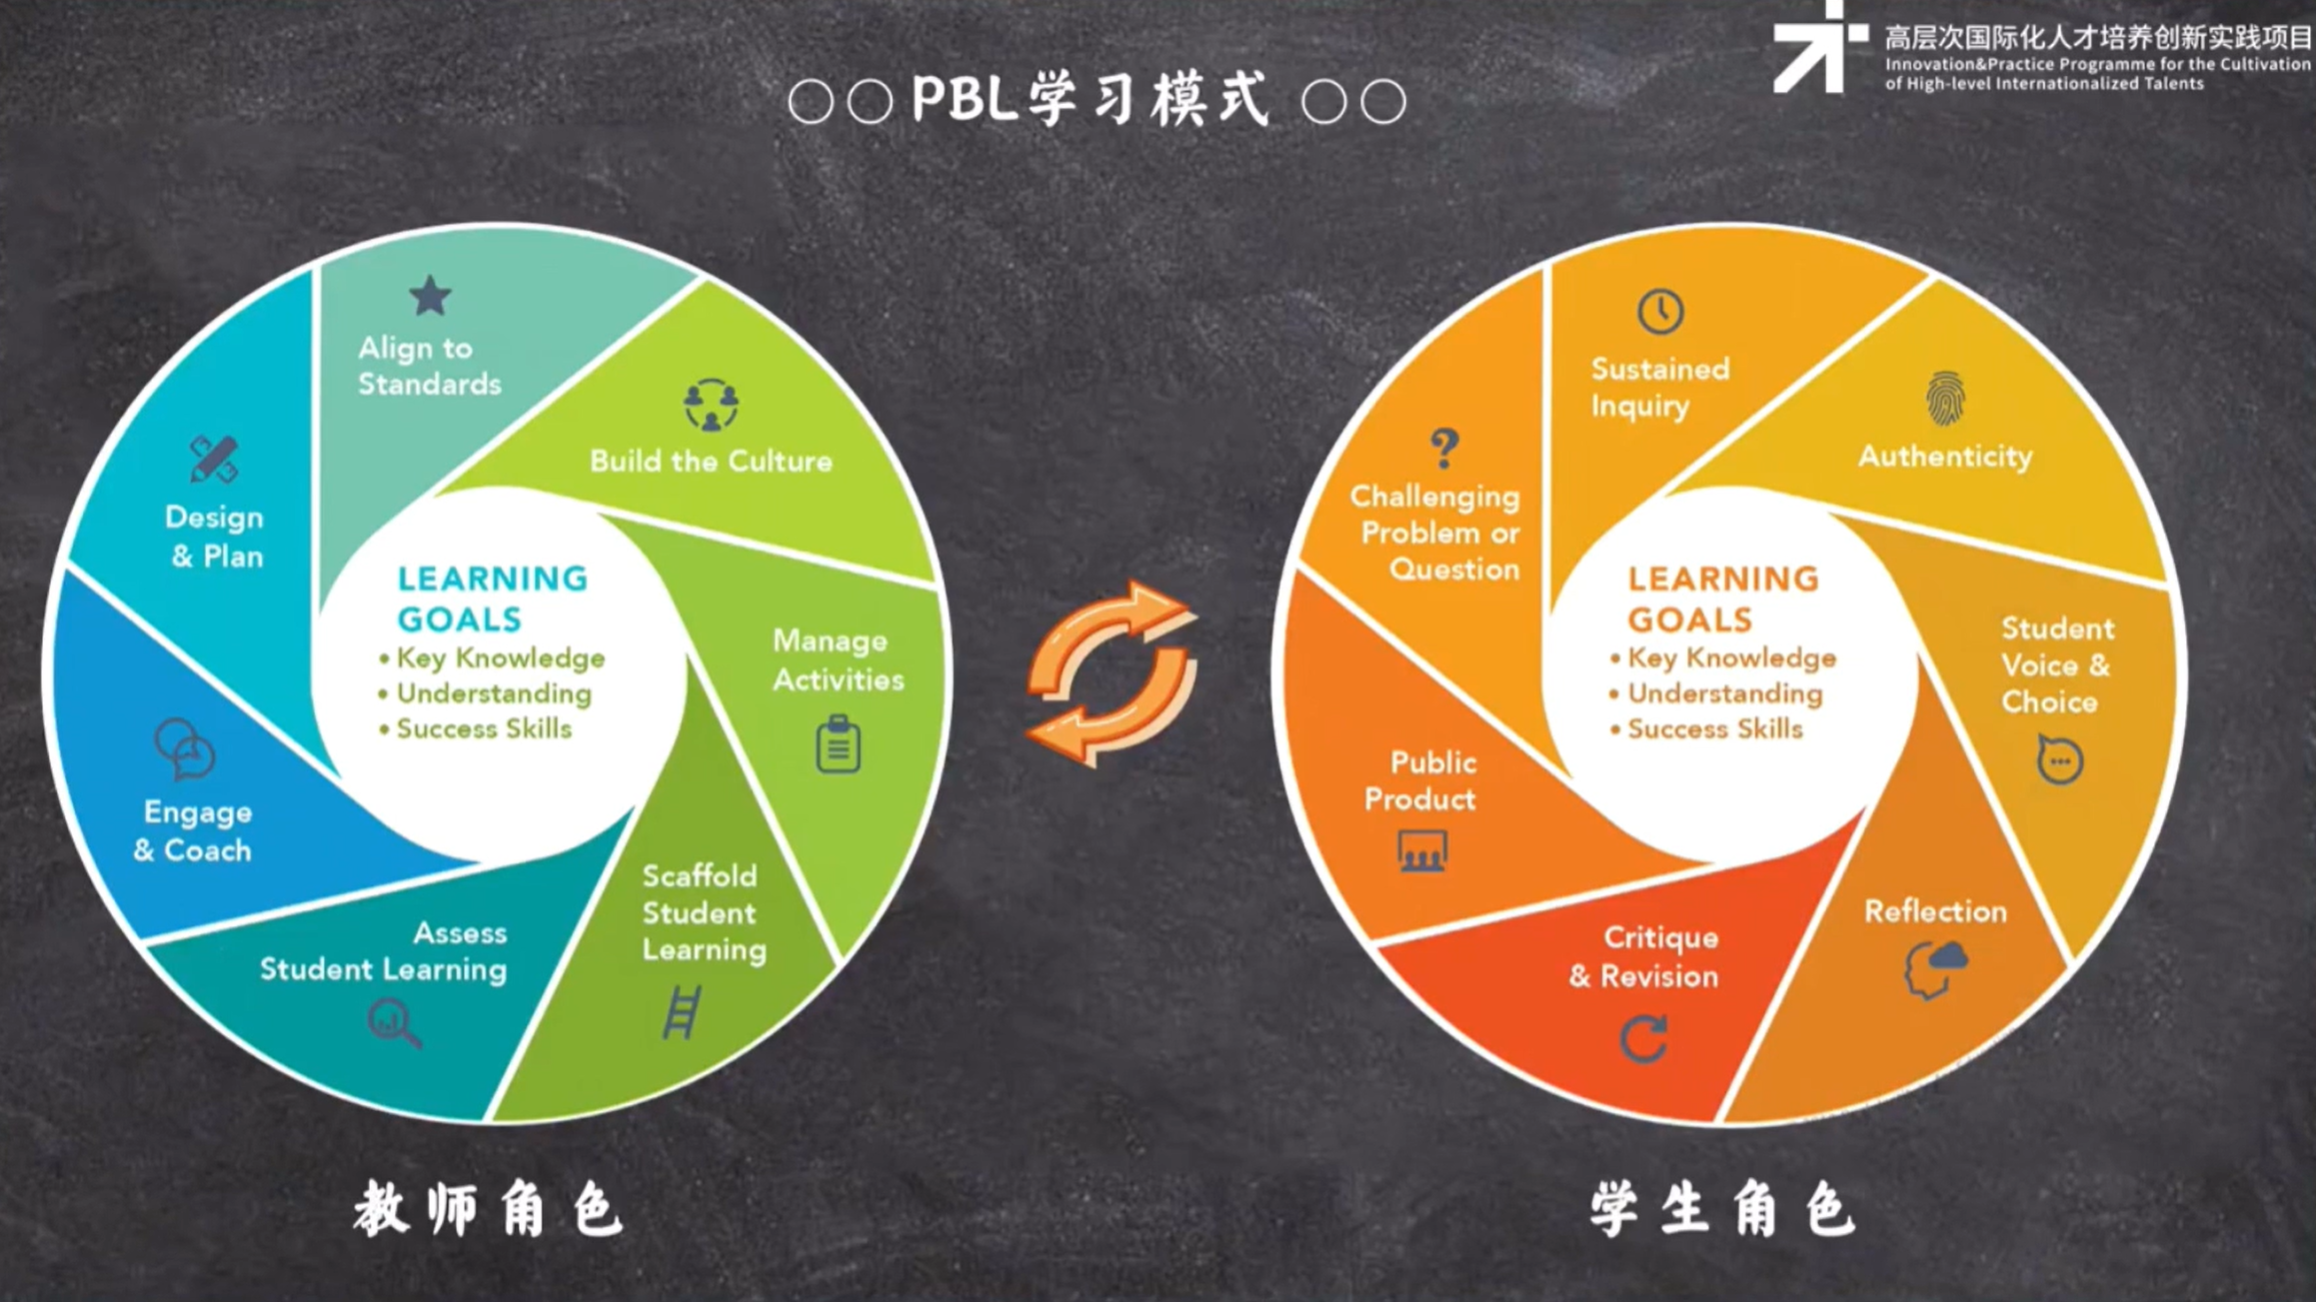 高层次国际化人才培养创新实践项目
Innovation&Practice Programme for the Cultivation
of High-level Internationalized Talents
○○PBL学习模式○○
Align to
Standards
Build the Culture
Manage
Activities
Scaffold
Student
Learning
Assess
Student Learning
Engage
& Coach
Design
& Plan
LEARNING
GOALS
• Key Knowledge
• Understanding
• Success Skills
教师角色
Sustained
Inquiry
Authenticity
Student
Voice &
Choice
Reflection
Critique
& Revision
Public
Product
?
Challenging
Problem or
Question
LEARNING
GOALS
• Key Knowledge
• Understanding
• Success Skills
学生角色